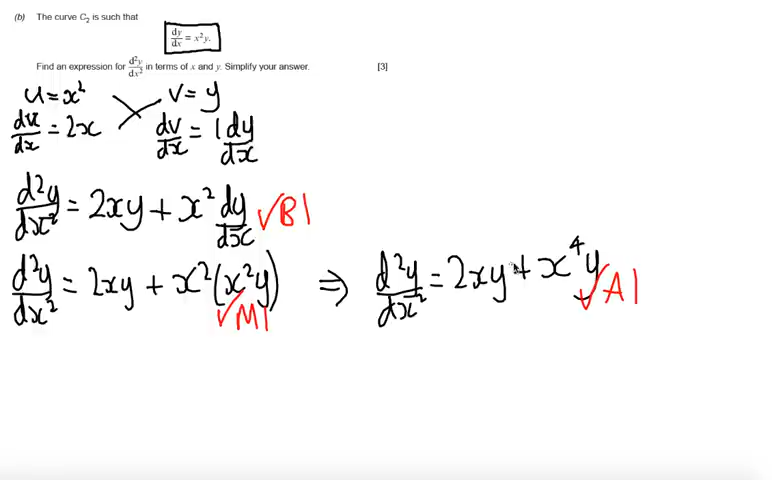 (b) The curve C₂ is such that
dy/dx = x²y.
Find an expression for d²y/dx² in terms of x and y. Simplify your answer. [3]
u = x² v = y
du/dx = 2x dv/dx = 1 dy/dx
d²y/dx² = 2xy + x² dy/dx ✓B1
d²y/dx² = 2xy + x²(x²y) ⇒ d²y/dx² = 2xy + x⁴y
✓M1 ✓A1